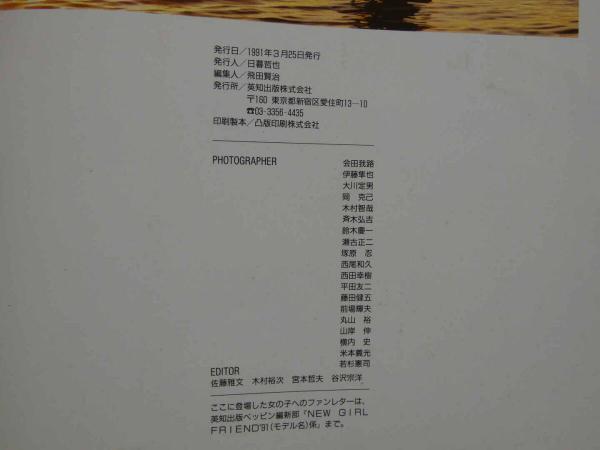 発行日/1991年3月25日発行
発行人/日暮哲也
編集人/飛田賢治
発行所/英知出版株式会社
〒160 東京都新宿区愛住町13—10
☎03-3356-4435
印刷製本/凸版印刷株式会社
PHOTOGRAPHER
会田我路
伊藤隼也
大川定男
岡 克己
木村智哉
斉木弘吉
鈴木慶一
瀬古正二
塚原 忍
西尾和久
西田幸樹
平田友二
藤田健五
前場輝夫
丸山 裕
山岸 伸
横内 史
米本義光
若杉憲司
EDITOR
佐藤雅文 木村裕次 宮本哲夫 谷沢宗洋
ここに登場した女の子へのファンレターは、
英知出版ベッピン編集部「NEW GIRL
FRIEND'91(モデル名)係」まで。